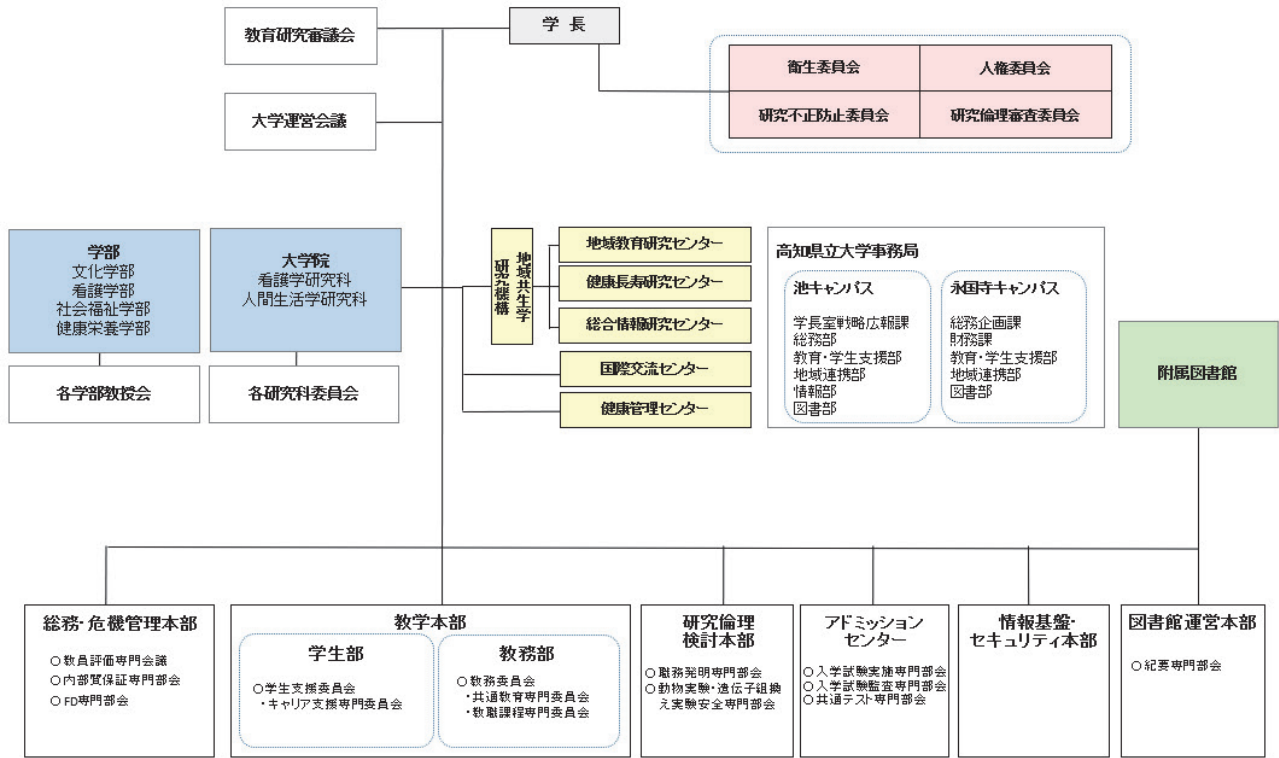 学 長
教育研究審議会
大学運営会議
衛生委員会
人権委員会
研究不正防止委員会
研究倫理審査委員会
学部
文化学部
看護学部
社会福祉学部
健康栄養学部
各学部教授会
大学院
看護学研究科
人間生活学研究科
各研究科委員会
地域共生学
研究機構
地域教育研究センター
健康長寿研究センター
総合情報研究センター
国際交流センター
健康管理センター
高知県立大学事務局
池キャンパス
学長室戦略広報課
総務部
教育・学生支援部
地域連携部
情報部
図書部
永国寺キャンパス
総務企画課
財務課
教育・学生支援部
地域連携部
図書部
附属図書館
総務・危機管理本部
○教員評価専門会議
○内部質保証専門部会
○FD専門部会
教学本部
学生部
○学生支援委員会
・キャリア支援専門委員会
教務部
○教務委員会
・共通教育専門委員会
・教職課程専門委員会
研究倫理
検討本部
○職務発明専門部会
○動物実験・遺伝子組換
え実験安全専門部会
アドミッション
センター
○入学試験実施専門部会
○入学試験監査専門部会
○共通テスト専門部会
情報基盤・
セキュリティ本部
図書館運営本部
○紀要専門部会